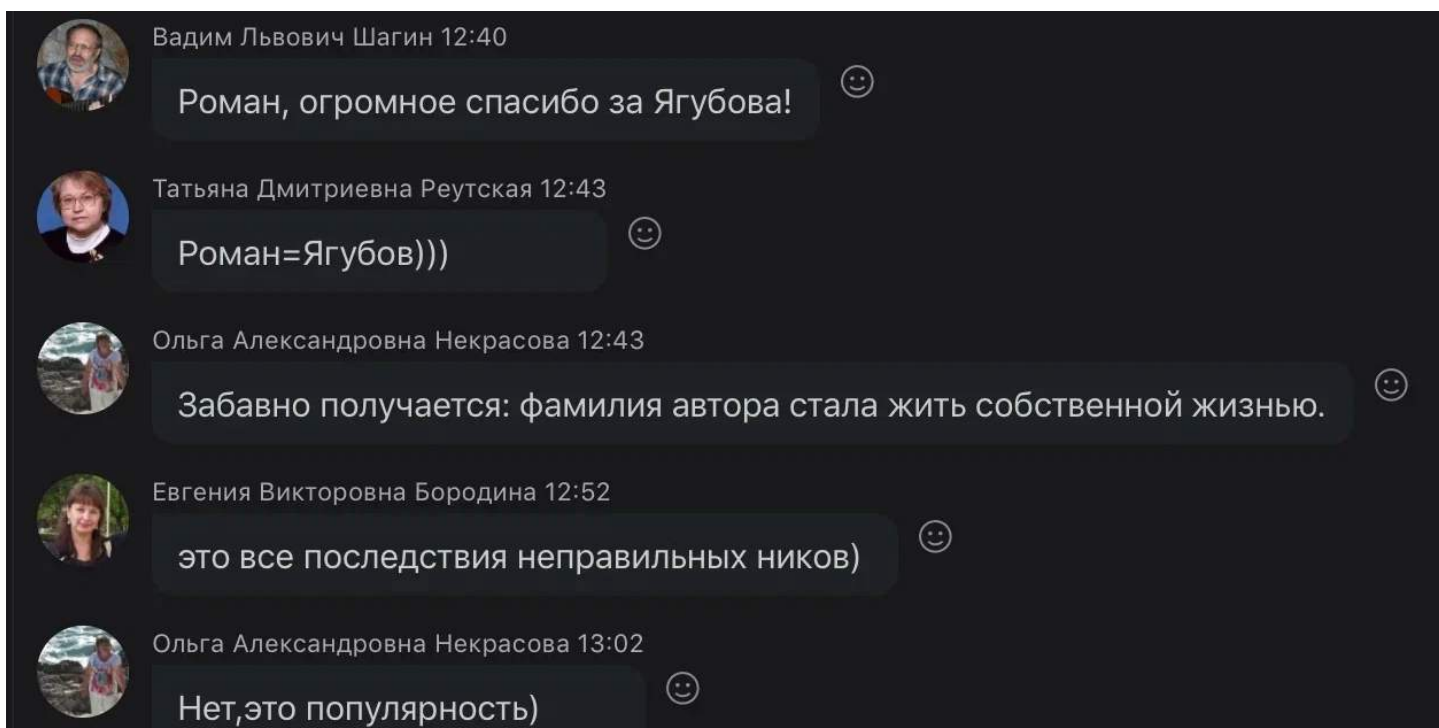 Вадим Львович Шагин 12:40
Роман, огромное спасибо за Ягубова!
Татьяна Дмитриевна Реутская 12:43
Роман=Ягубов)))
Ольга Александровна Некрасова 12:43
Забавно получается: фамилия автора стала жить собственной жизнью.
Евгения Викторовна Бородина 12:52
это все последствия неправильных ников)
Ольга Александровна Некрасова 13:02
Нет,это популярность)